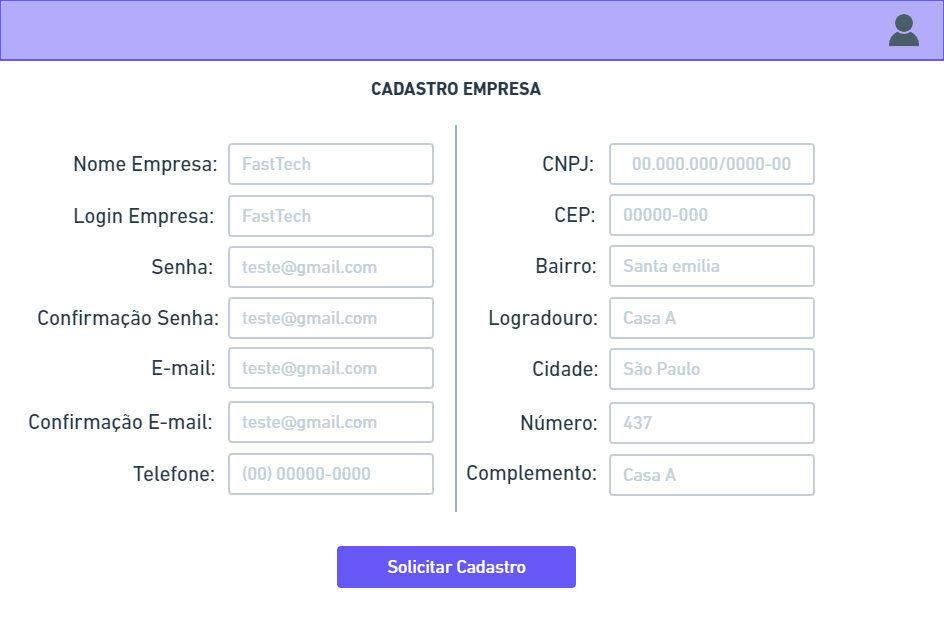 CADASTRO EMPRESA
Nome Empresa: FastTech
Login Empresa: FastTech
Senha: teste@gmail.com
Confirmação Senha: teste@gmail.com
E-mail: teste@gmail.com
Confirmação E-mail: teste@gmail.com
Telefone: (00) 00000-0000
CNPJ: 00.000.000/0000-00
CEP: 00000-000
Bairro: Santa emilia
Logradouro: Casa A
Cidade: São Paulo
Número: 437
Complemento: Casa A
Solicitar Cadastro